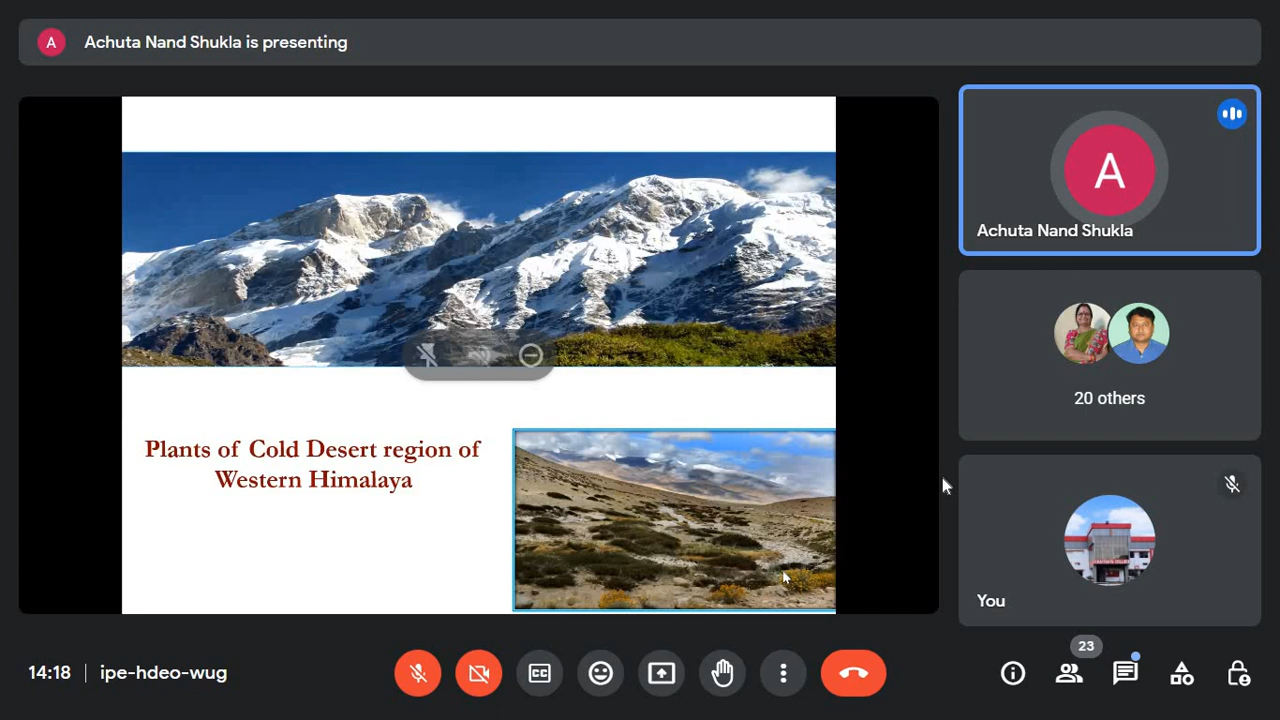 A
Achuta Nand Shukla is presenting
Plants of Cold Desert region of
Western Himalaya
A
Achuta Nand Shukla
20 others
You
14:18 | ipe-hdeo-wug
CC
23